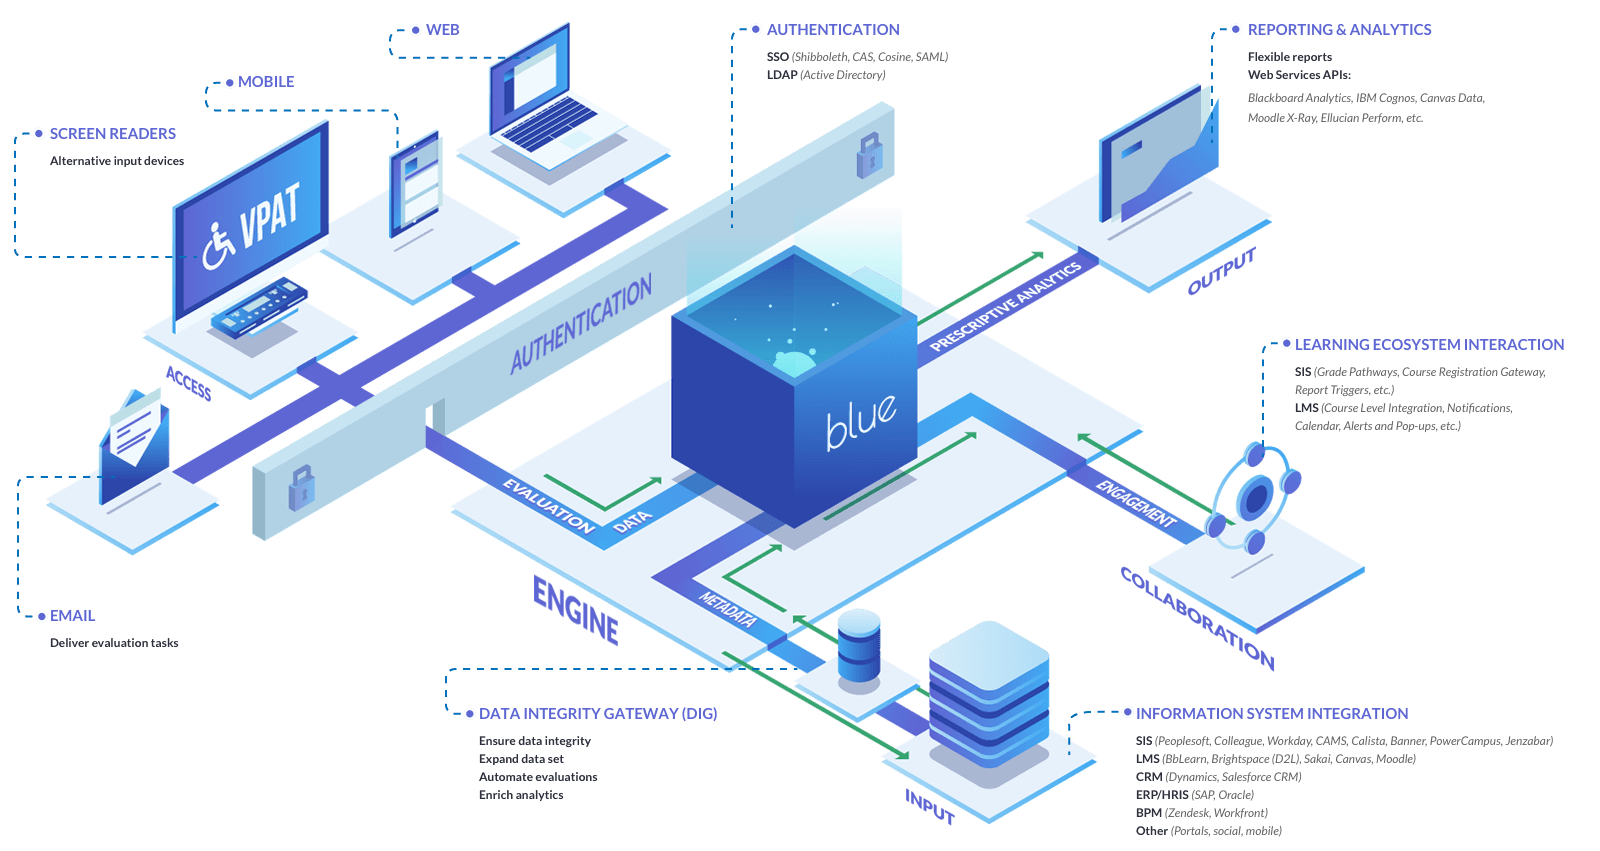 WEB
MOBILE
SCREEN READERS
Alternative input devices
VPAT
ACCESS
EMAIL
Deliver evaluation tasks
AUTHENTICATION
SSO (Shibboleth, CAS, Cosine, SAML)
LDAP (Active Directory)
AUTHENTICATION
REPORTING & ANALYTICS
Flexible reports
Web Services APIs:
Blackboard Analytics, IBM Cognos, Canvas Data,
Moodle X-Ray, Ellucian Perform, etc.
OUTPUT
PRESCRIPTIVE ANALYTICS
blue
LEARNING ECOSYSTEM INTERACTION
SIS (Grade Pathways, Course Registration Gateway,
Report Triggers, etc.)
LMS (Course Level Integration, Notifications,
Calendar, Alerts and Pop-ups, etc.)
ENGAGEMENT
COLLABORATION
EVALUATION
DATA
ENGINE
METADATA
DATA INTEGRITY GATEWAY (DIG)
Ensure data integrity
Expand data set
Automate evaluations
Enrich analytics
INPUT
INFORMATION SYSTEM INTEGRATION
SIS (Peoplesoft, Colleague, Workday, CAMS, Calista, Banner, PowerCampus, Jenzabar)
LMS (BbLearn, Brightspace (D2L), Sakai, Canvas, Moodle)
CRM (Dynamics, Salesforce CRM)
ERP/HRIS (SAP, Oracle)
BPM (Zendesk, Workfront)
Other (Portals, social, mobile)